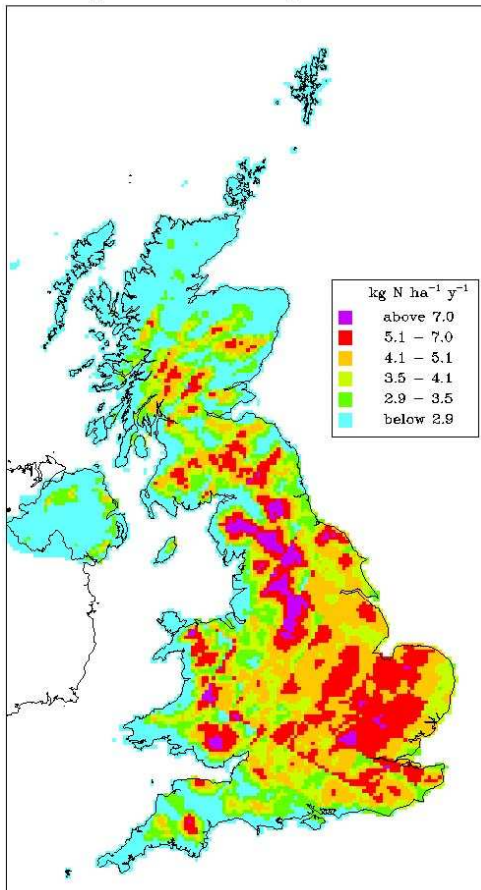 kg N ha⁻¹ y⁻¹
above 7.0
5.1 – 7.0
4.1 – 5.1
3.5 – 4.1
2.9 – 3.5
below 2.9